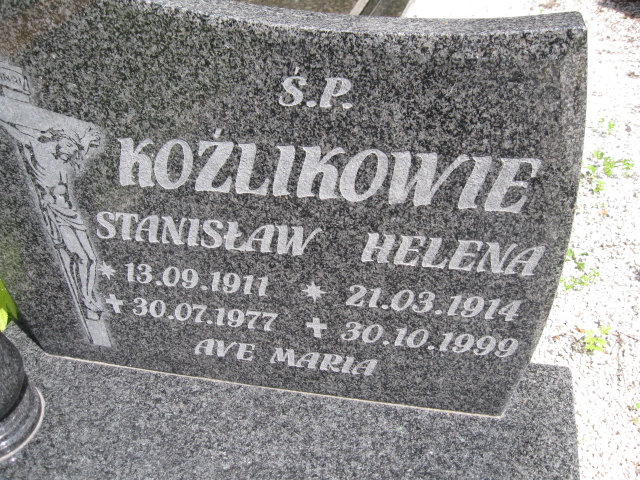 Ś.P.
KOŹLIKOWIE
STANISŁAW HELENA
* 13.09.1911 * 21.03.1914
✝ 30.07.1977 ✝ 30.10.1999
AVE MARIA